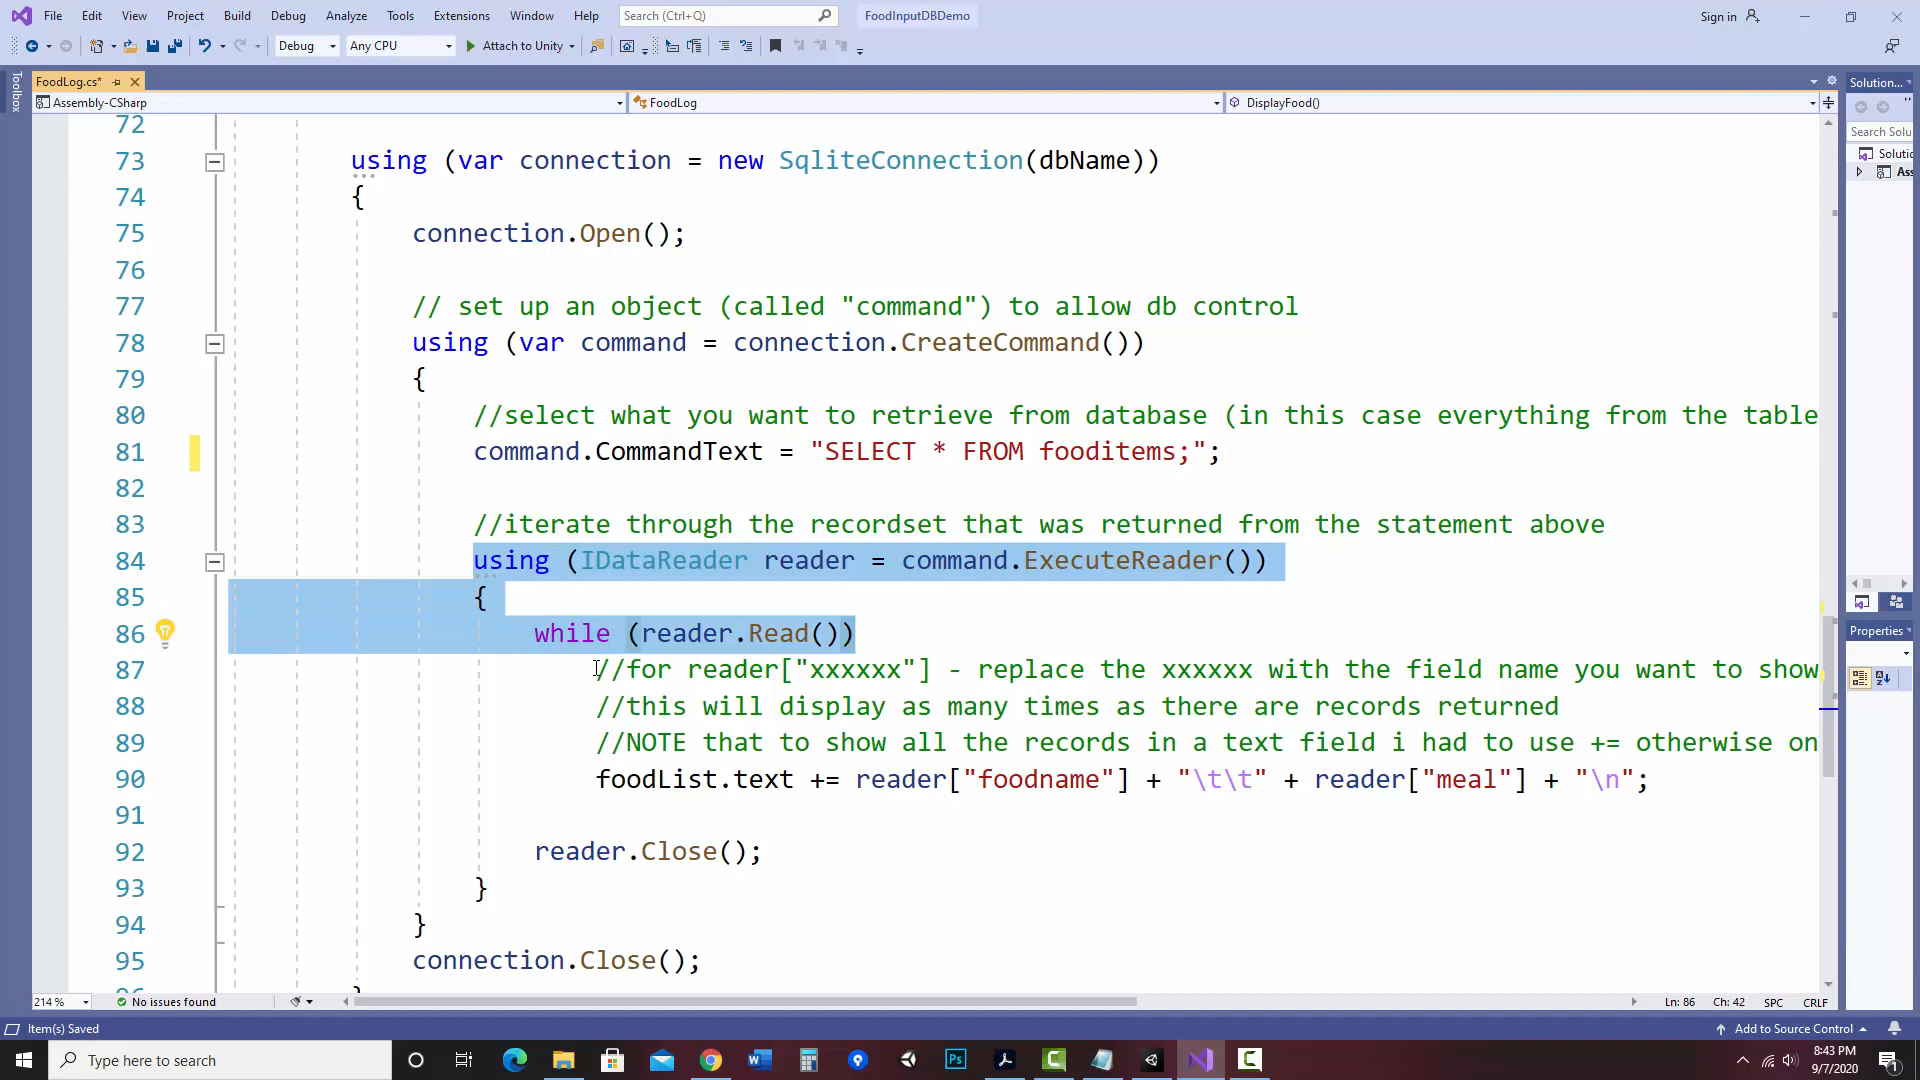 File Edit View Project Build Debug Analyze Tools Extensions Window Help Search (Ctrl+Q) FoodInputDBDemo Sign in
Debug Any CPU Attach to Unity
Toolbox
FoodLog.cs*
Assembly-CSharp FoodLog DisplayFood()
72
73 using (var connection = new SqliteConnection(dbName))
74 {
75 connection.Open();
76
77 // set up an object (called "command") to allow db control
78 using (var command = connection.CreateCommand())
79 {
80 //select what you want to retrieve from database (in this case everything from the table
81 command.CommandText = "SELECT * FROM fooditems;";
82
83 //iterate through the recordset that was returned from the statement above
84 using (IDataReader reader = command.ExecuteReader())
85 {
86 while (reader.Read())
87 //for reader["xxxxxx"] - replace the xxxxxx with the field name you want to show
88 //this will display as many times as there are records returned
89 //NOTE that to show all the records in a text field i had to use += otherwise on
90 foodList.text += reader["foodname"] + "\t\t" + reader["meal"] + "\n";
91
92 reader.Close();
93 }
94 }
95 connection.Close();
Solution...
Search Solu
Soluti
Ass
Properties
214 % No issues found Ln: 86 Ch: 42 SPC CRLF
Item(s) Saved Add to Source Control
Type here to search
8:43 PM
9/7/2020
1